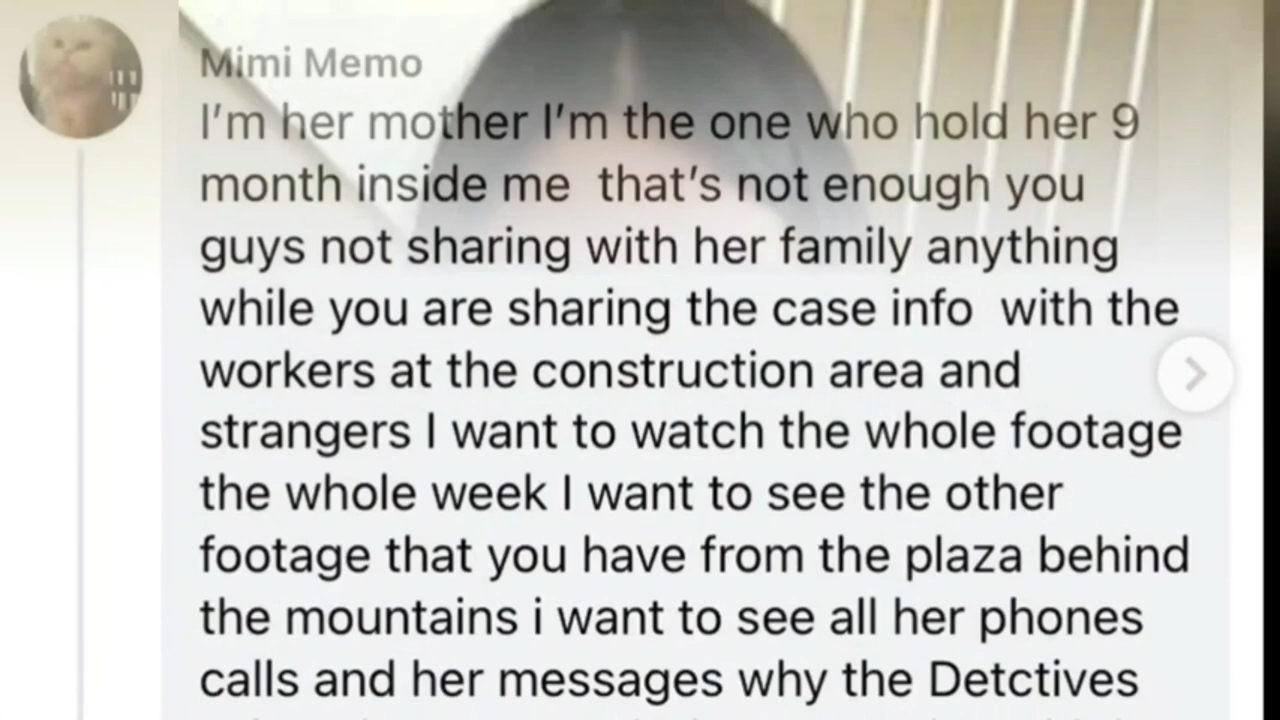 Mimi Memo
I'm her mother I'm the one who hold her 9
month inside me  that's not enough you
guys not sharing with her family anything
while you are sharing the case info  with the
workers at the construction area and
strangers I want to watch the whole footage
the whole week I want to see the other
footage that you have from the plaza behind
the mountains i want to see all her phones
calls and her messages why the Detctives